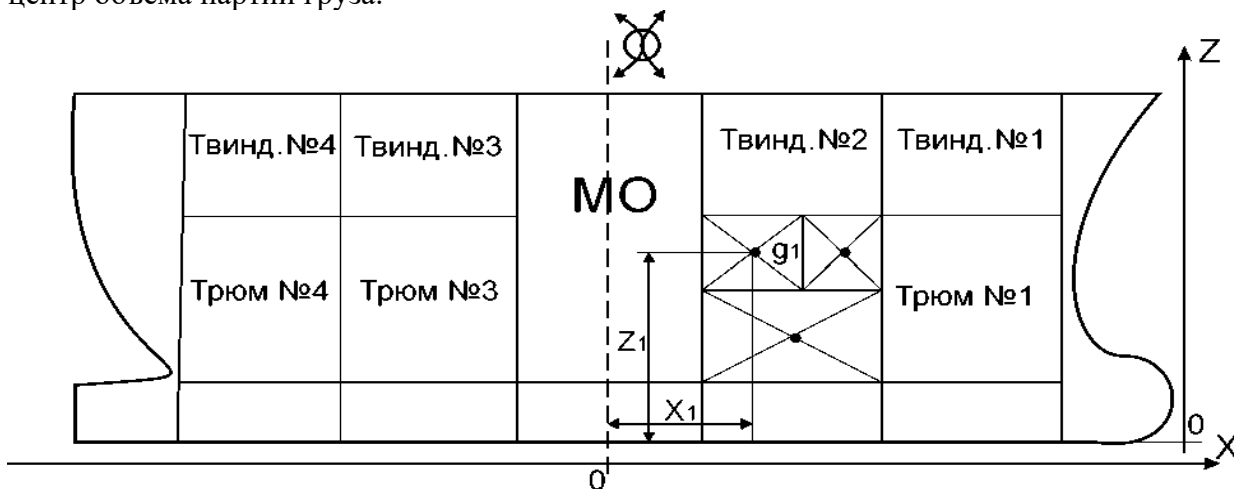 центр объема партии груза.
Z
Твинд.№4 Твинд.№3 Твинд.№2 Твинд.№1
МО
g1
Трюм №4 Трюм №3 Трюм №1
Z1
X1
0
X
0